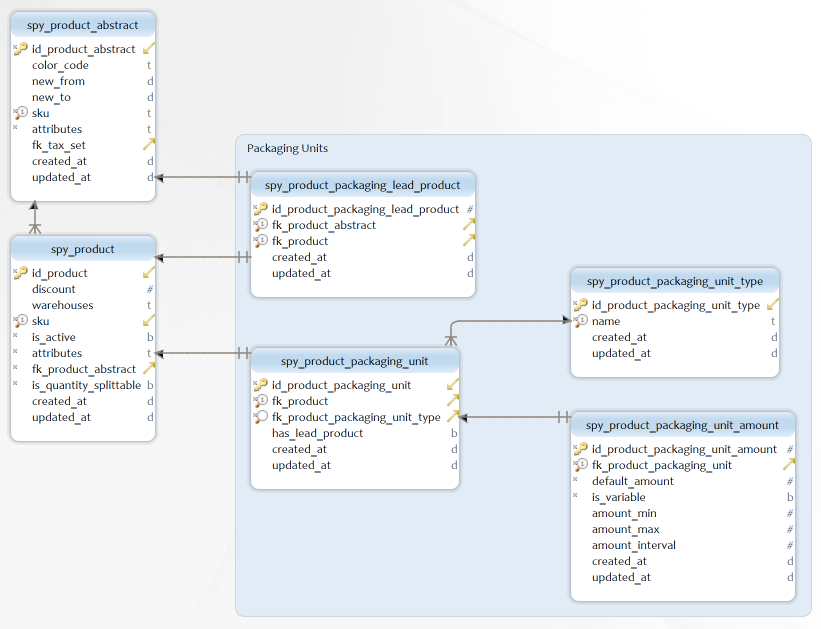 spy_product_abstract
id_product_abstract
color_code t
new_from d
new_to d
sku t
attributes t
fk_tax_set
created_at d
updated_at d
spy_product
id_product
discount #
warehouses t
sku
is_active b
attributes t
fk_product_abstract
is_quantity_splittable b
created_at d
updated_at d
Packaging Units
spy_product_packaging_lead_product
id_product_packaging_lead_product #
fk_product_abstract
fk_product
created_at d
updated_at d
spy_product_packaging_unit
id_product_packaging_unit
fk_product
fk_product_packaging_unit_type
has_lead_product b
created_at d
updated_at d
spy_product_packaging_unit_type
id_product_packaging_unit_type
name t
created_at d
updated_at d
spy_product_packaging_unit_amount
id_product_packaging_unit_amount #
fk_product_packaging_unit
default_amount #
is_variable b
amount_min #
amount_max #
amount_interval #
created_at d
updated_at d